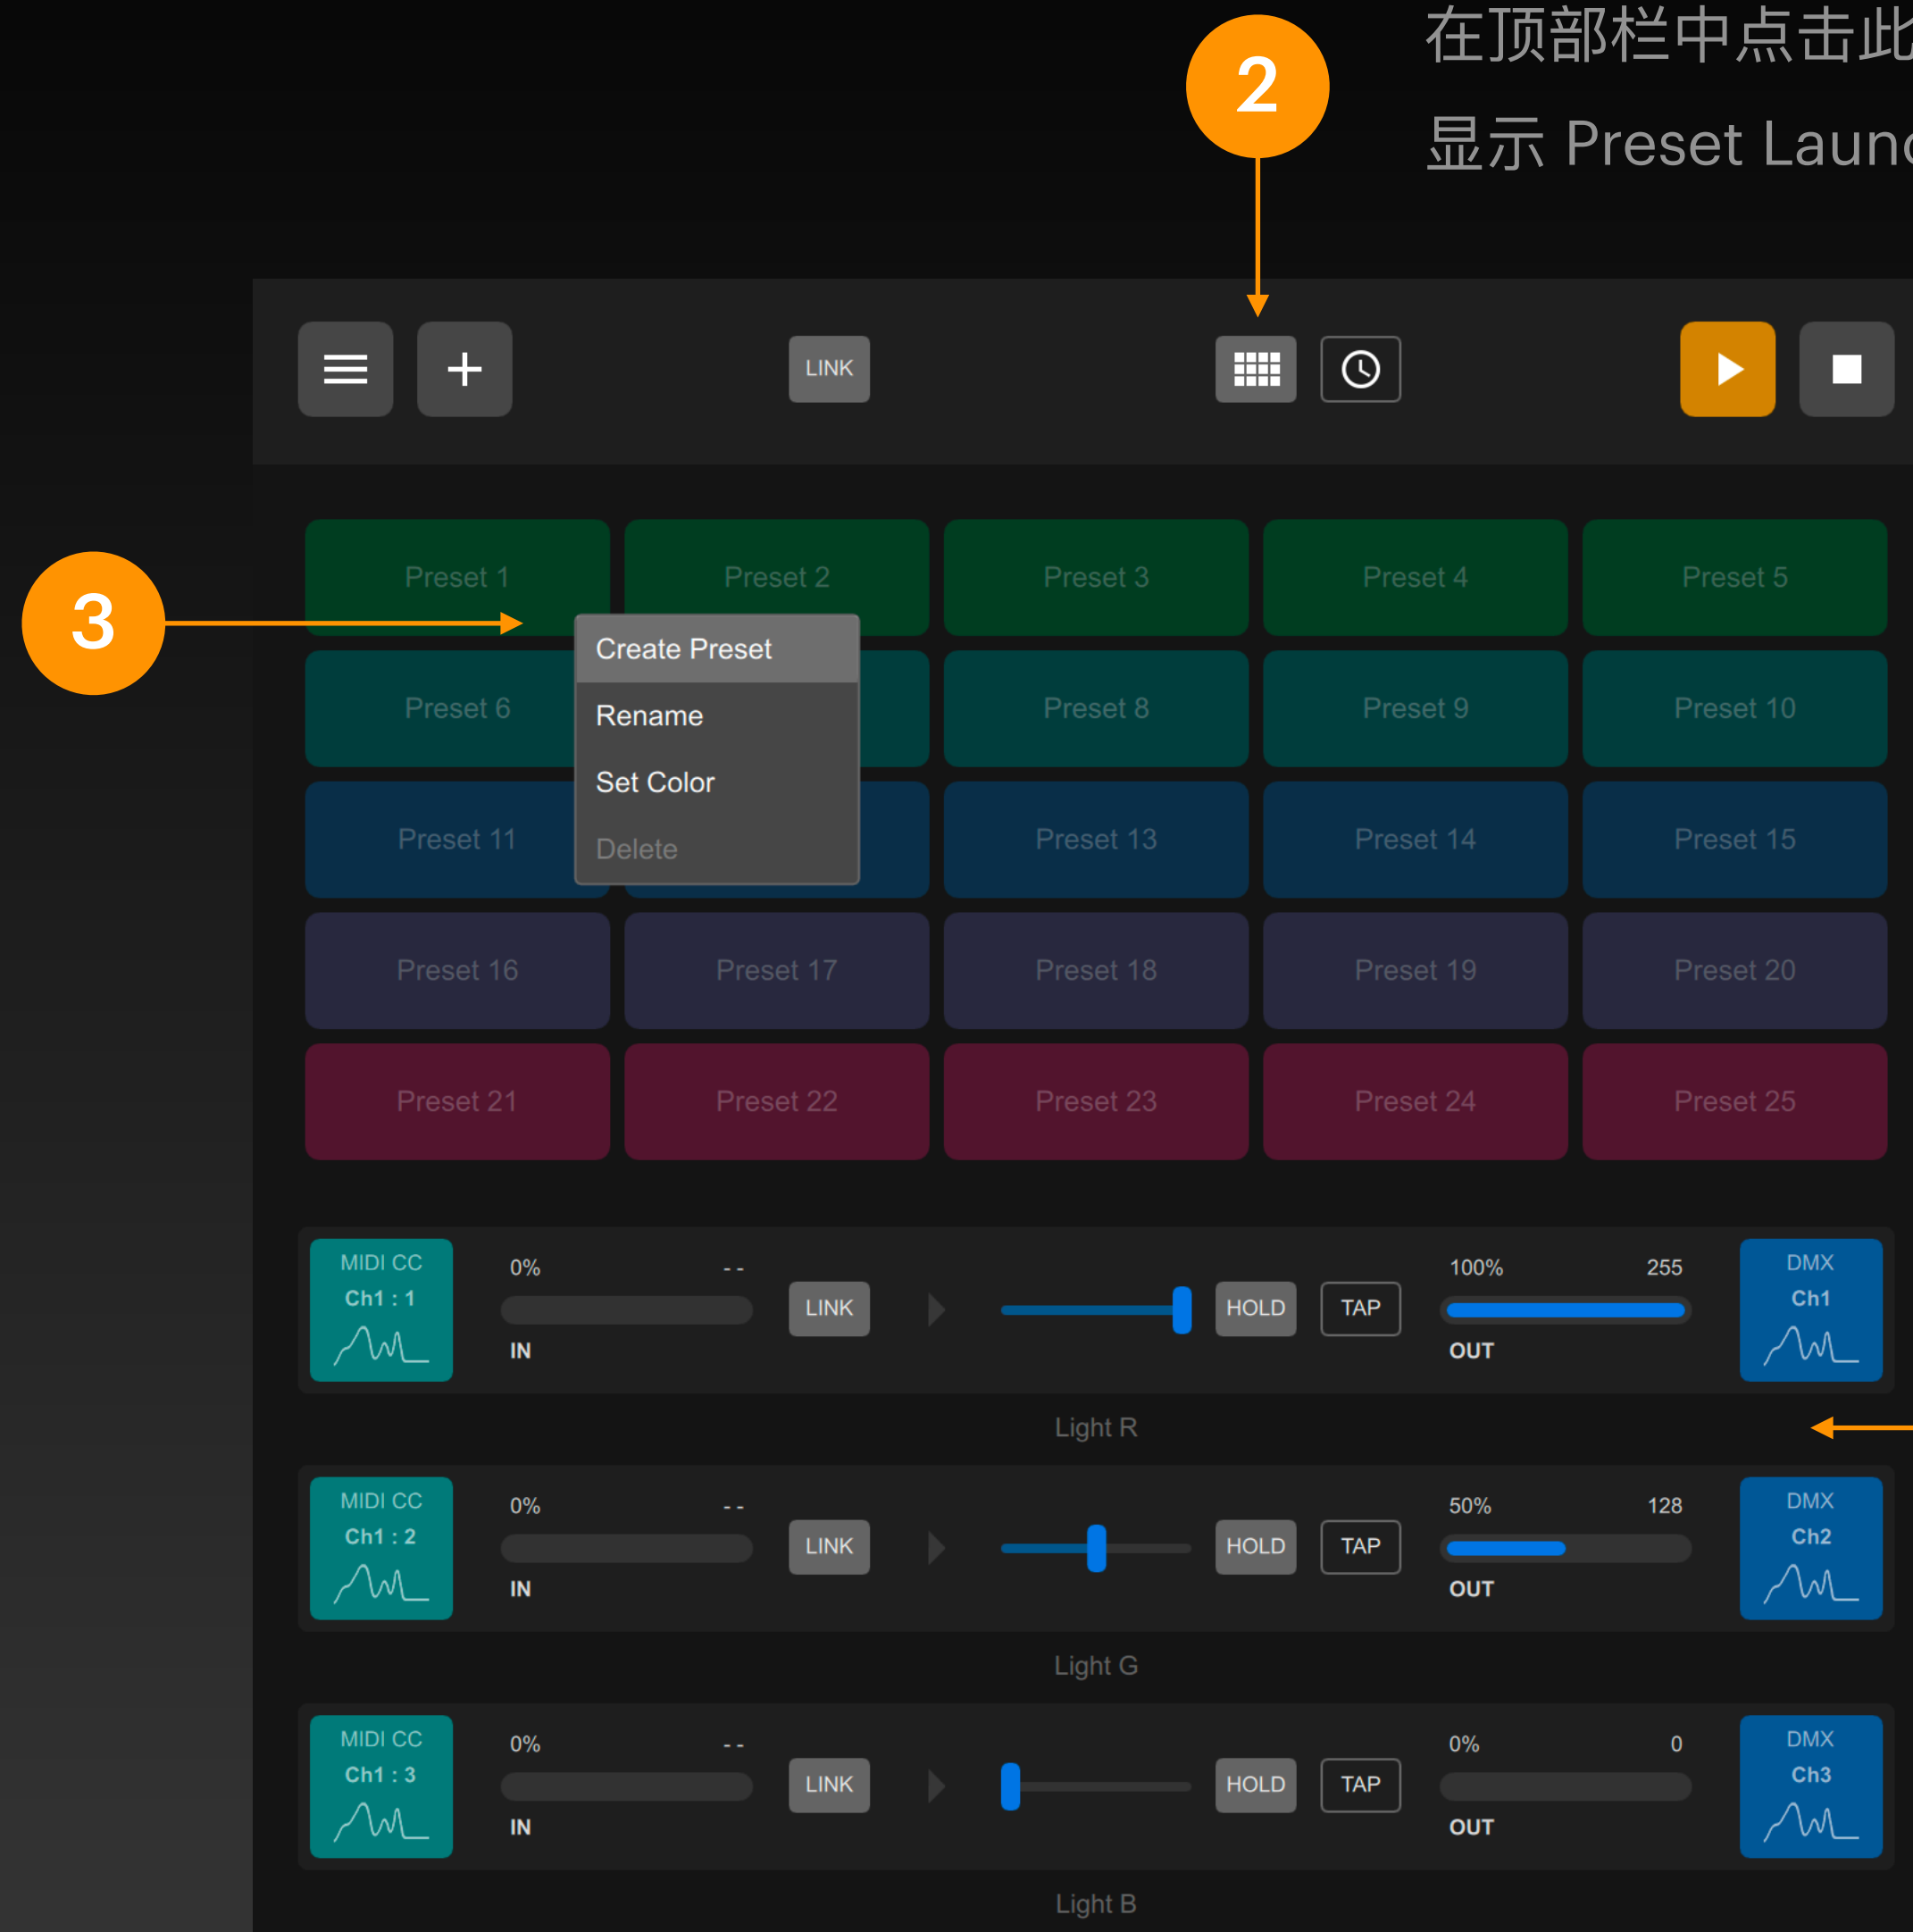 在顶部栏中点击此
显示 Preset Laun
2
LINK
3
Preset 1
Preset 2
Preset 3
Preset 4
Preset 5
Create Preset
Rename
Set Color
Delete
Preset 6
Preset 8
Preset 9
Preset 10
Preset 11
Preset 13
Preset 14
Preset 15
Preset 16
Preset 17
Preset 18
Preset 19
Preset 20
Preset 21
Preset 22
Preset 23
Preset 24
Preset 25
MIDI CC
Ch1 : 1
0%
- -
IN
LINK
HOLD
TAP
100%
255
OUT
DMX
Ch1
Light R
MIDI CC
Ch1 : 2
0%
- -
IN
LINK
HOLD
TAP
50%
128
OUT
DMX
Ch2
Light G
MIDI CC
Ch1 : 3
0%
- -
IN
LINK
HOLD
TAP
0%
0
OUT
DMX
Ch3
Light B